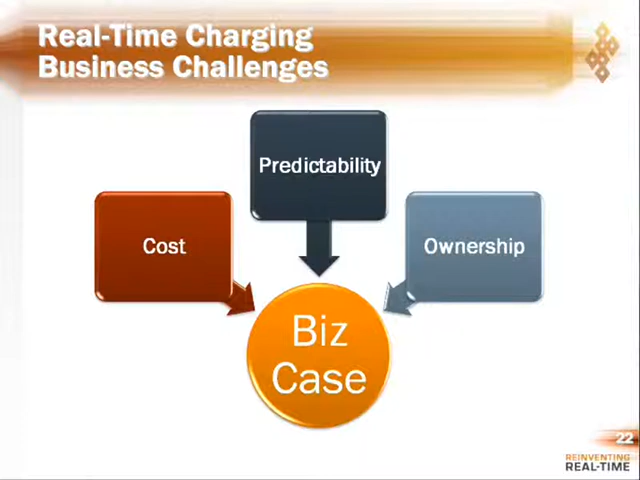 Real-Time Charging
Business Challenges
Predictability
Cost
Ownership
Biz
Case
22
REINVENTING
REAL-TIME